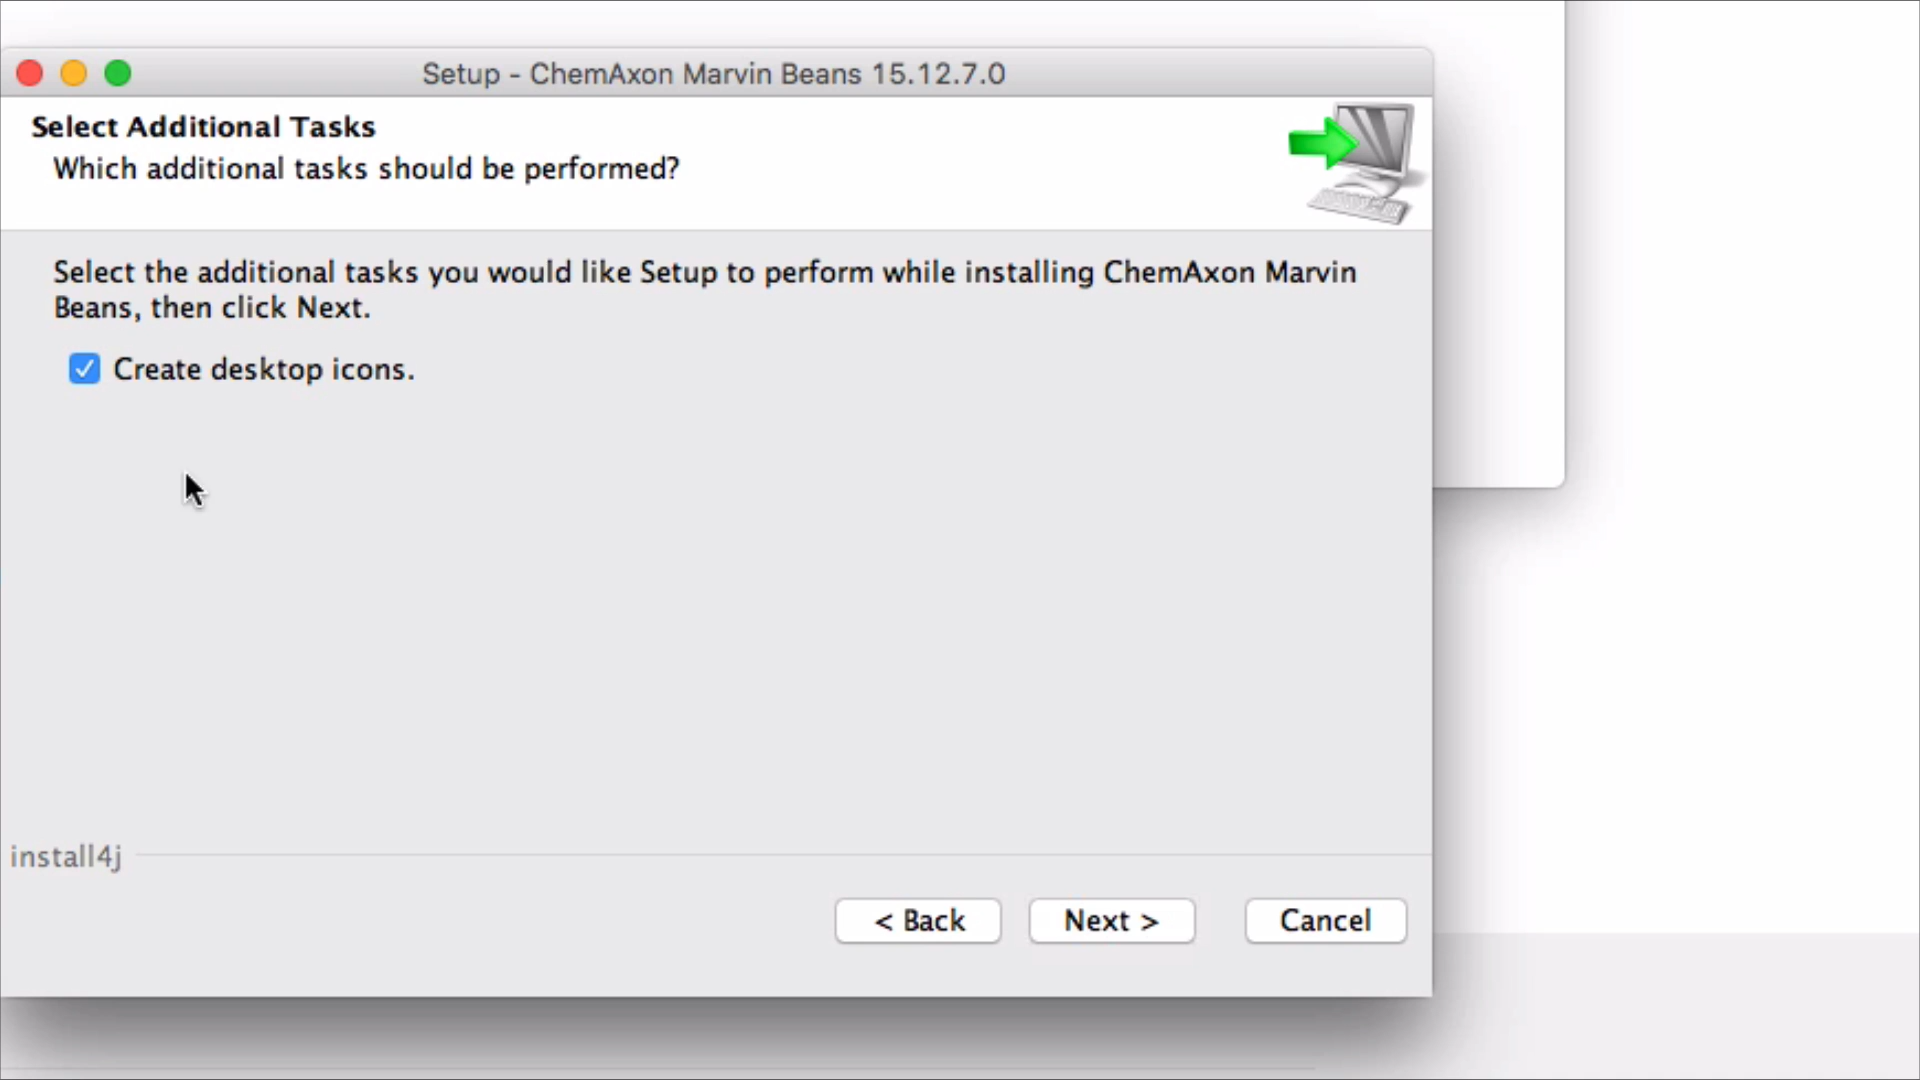 Setup - ChemAxon Marvin Beans 15.12.7.0
Select Additional Tasks
Which additional tasks should be performed?
Select the additional tasks you would like Setup to perform while installing ChemAxon Marvin
Beans, then click Next.
Create desktop icons.
install4j
< Back
Next >
Cancel